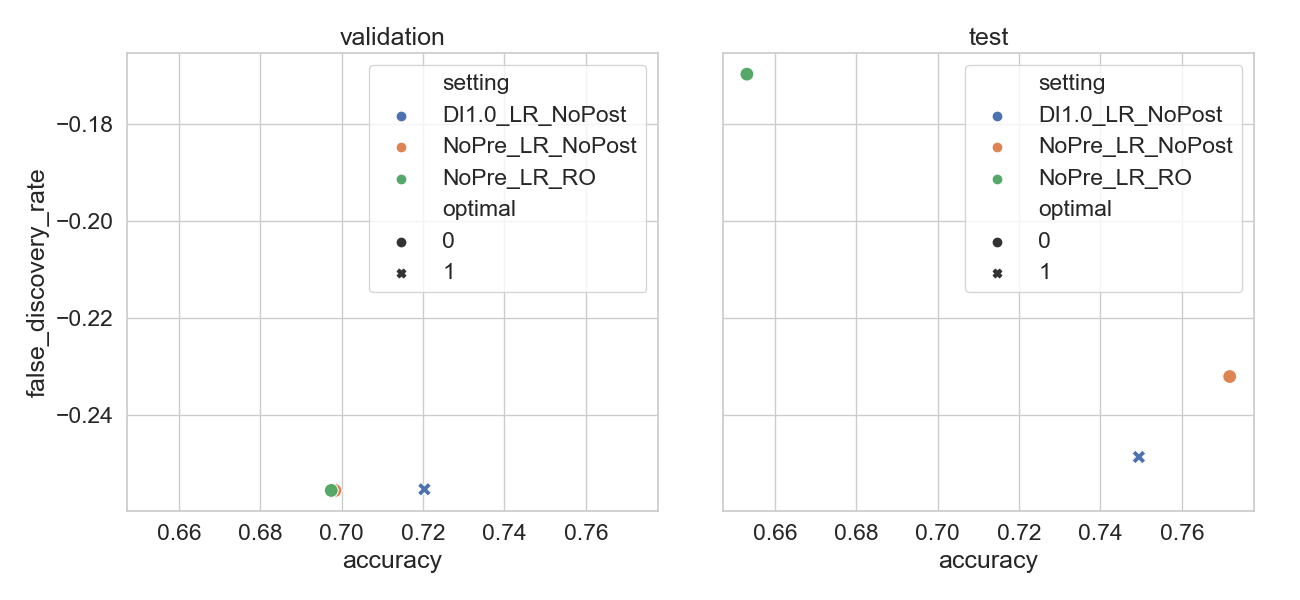 validation
setting
DI1.0_LR_NoPost
NoPre_LR_NoPost
NoPre_LR_RO
optimal
0
1
false_discovery_rate
−0.18
−0.20
−0.22
−0.24
0.66 0.68 0.70 0.72 0.74 0.76
accuracy
test
setting
DI1.0_LR_NoPost
NoPre_LR_NoPost
NoPre_LR_RO
optimal
0
1
0.66 0.68 0.70 0.72 0.74 0.76
accuracy